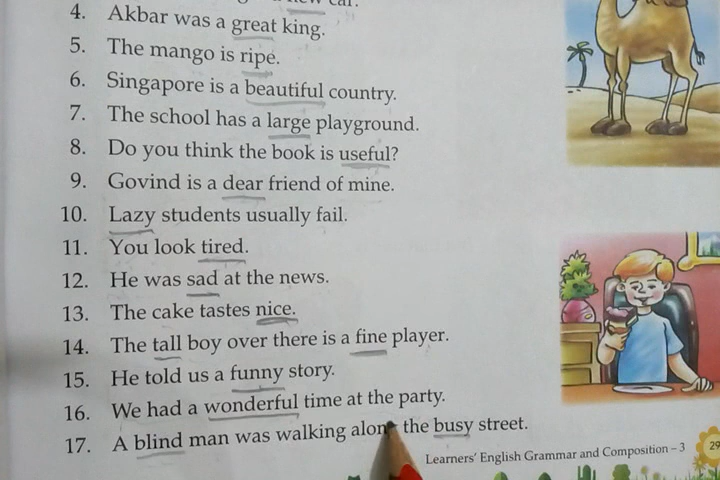 car.
4. Akbar was a great king.
5. The mango is ripe.
6. Singapore is a beautiful country.
7. The school has a large playground.
8. Do you think the book is useful?
9. Govind is a dear friend of mine.
10. Lazy students usually fail.
11. You look tired.
12. He was sad at the news.
13. The cake tastes nice.
14. The tall boy over there is a fine player.
15. He told us a funny story.
16. We had a wonderful time at the party.
17. A blind man was walking along the busy street.
Learners' English Grammar and Composition – 3 29